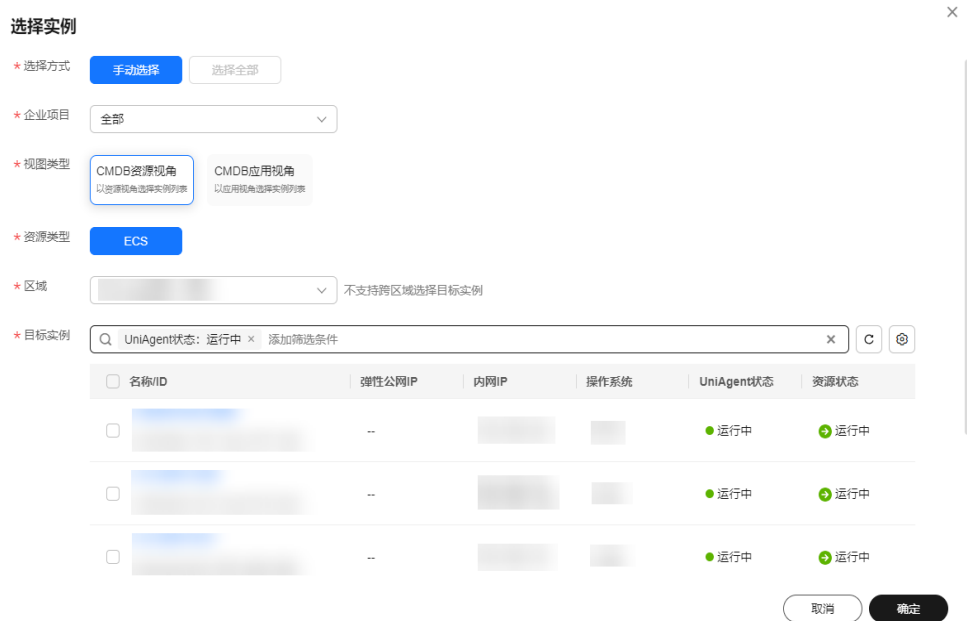 选择实例
* 选择方式 手动选择 选择全部
* 企业项目 全部
* 视图类型 CMDB资源视角 CMDB应用视角
以资源视角选择实例列表 以应用视角选择实例列表
* 资源类型 ECS
* 区域 不支持跨区域选择目标实例
* 目标实例 UniAgent状态: 运行中 × 添加筛选条件
名称/ID 弹性公网IP 内网IP 操作系统 UniAgent状态 资源状态
-- 运行中 运行中
-- 运行中 运行中
-- 运行中 运行中
取消 确定